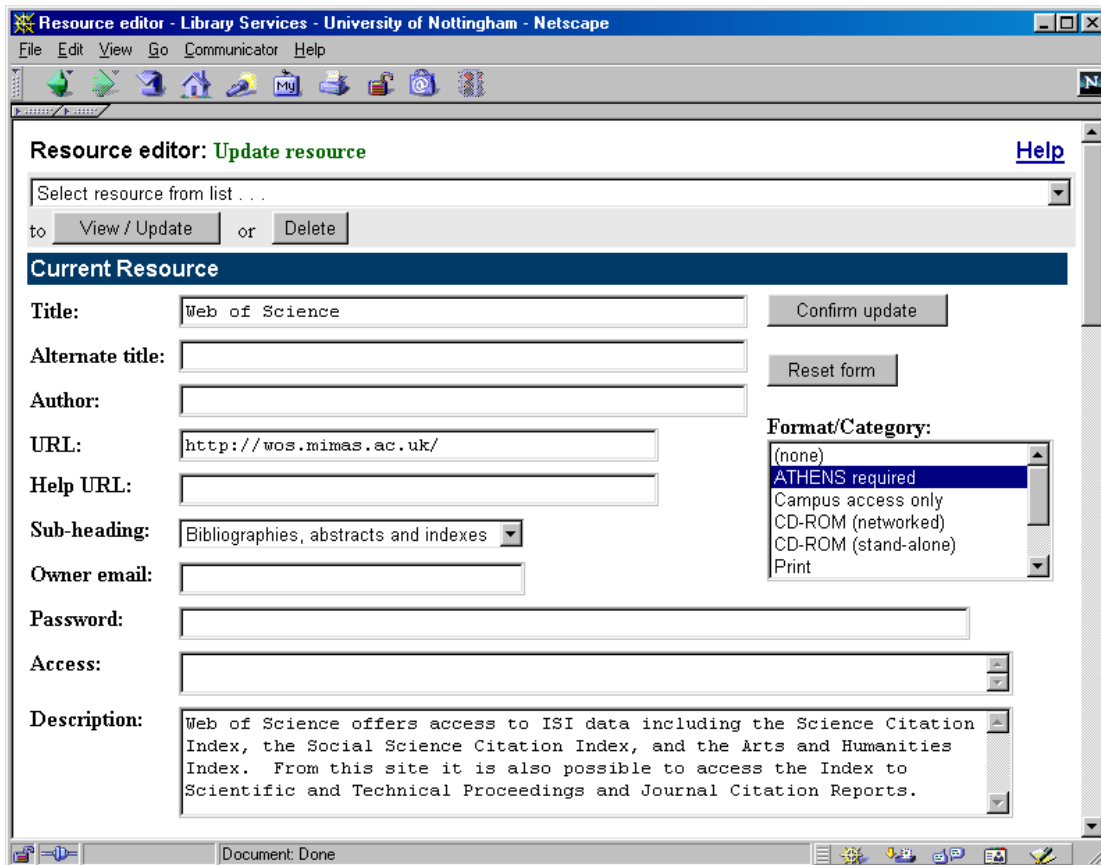 Resource editor - Library Services - University of Nottingham - Netscape
File Edit View Go Communicator Help
My
N
Resource editor: Update resource
Help
Select resource from list . . .
to View / Update or Delete
Current Resource
Title: Web of Science
Confirm update
Alternate title:
Reset form
Author:
Format/Category:
URL: http://wos.mimas.ac.uk/
(none)
ATHENS required
Help URL:
Campus access only
Sub-heading: Bibliographies, abstracts and indexes
CD-ROM (networked)
CD-ROM (stand-alone)
Owner email:
Print
Password:
Access:
Description: Web of Science offers access to ISI data including the Science Citation
Index, the Social Science Citation Index, and the Arts and Humanities
Index.  From this site it is also possible to access the Index to
Scientific and Technical Proceedings and Journal Citation Reports.
Document: Done